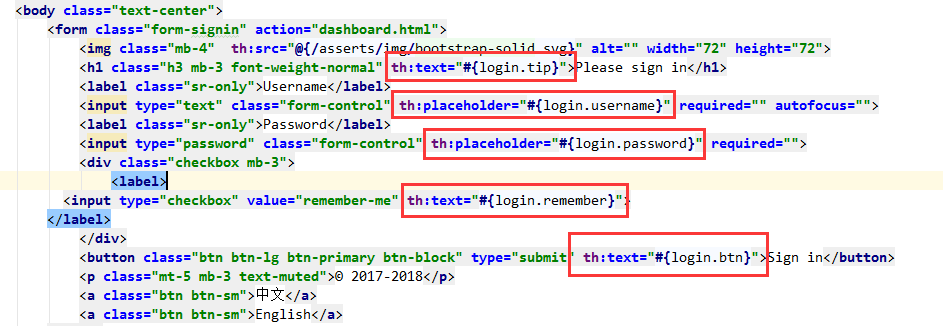 <body class="text-center">
<form class="form-signin" action="dashboard.html">
<img class="mb-4" th:src="@{/asserts/img/bootstrap-solid.svg}" alt="" width="72" height="72">
<h1 class="h3 mb-3 font-weight-normal" th:text="#{login.tip}">Please sign in</h1>
<label class="sr-only">Username</label>
<input type="text" class="form-control" th:placeholder="#{login.username}" required="" autofocus="">
<label class="sr-only">Password</label>
<input type="password" class="form-control" th:placeholder="#{login.password}" required="">
<div class="checkbox mb-3">
<label>
<input type="checkbox" value="remember-me" th:text="#{login.remember}">
</label>
</div>
<button class="btn btn-lg btn-primary btn-block" type="submit" th:text="#{login.btn}">Sign in</button>
<p class="mt-5 mb-3 text-muted">© 2017-2018</p>
<a class="btn btn-sm">中文</a>
<a class="btn btn-sm">English</a>